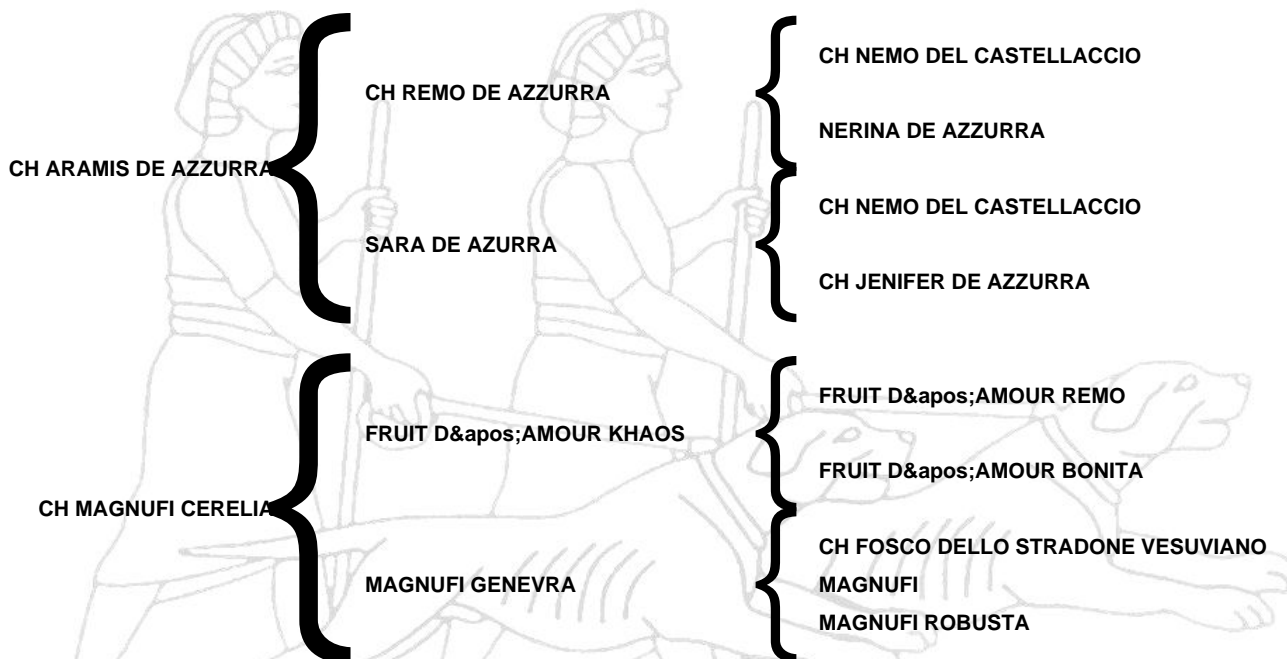 CH NEMO DEL CASTELLACCIO
CH REMO DE AZZURRA
NERINA DE AZZURRA
CH ARAMIS DE AZZURRA
CH NEMO DEL CASTELLACCIO
SARA DE AZURRA
CH JENIFER DE AZZURRA
FRUIT D&apos;AMOUR REMO
FRUIT D&apos;AMOUR KHAOS
FRUIT D&apos;AMOUR BONITA
CH MAGNUFI CERELIA
CH FOSCO DELLO STRADONE VESUVIANO
MAGNUFI GENEVRA
MAGNUFI
MAGNUFI ROBUSTA